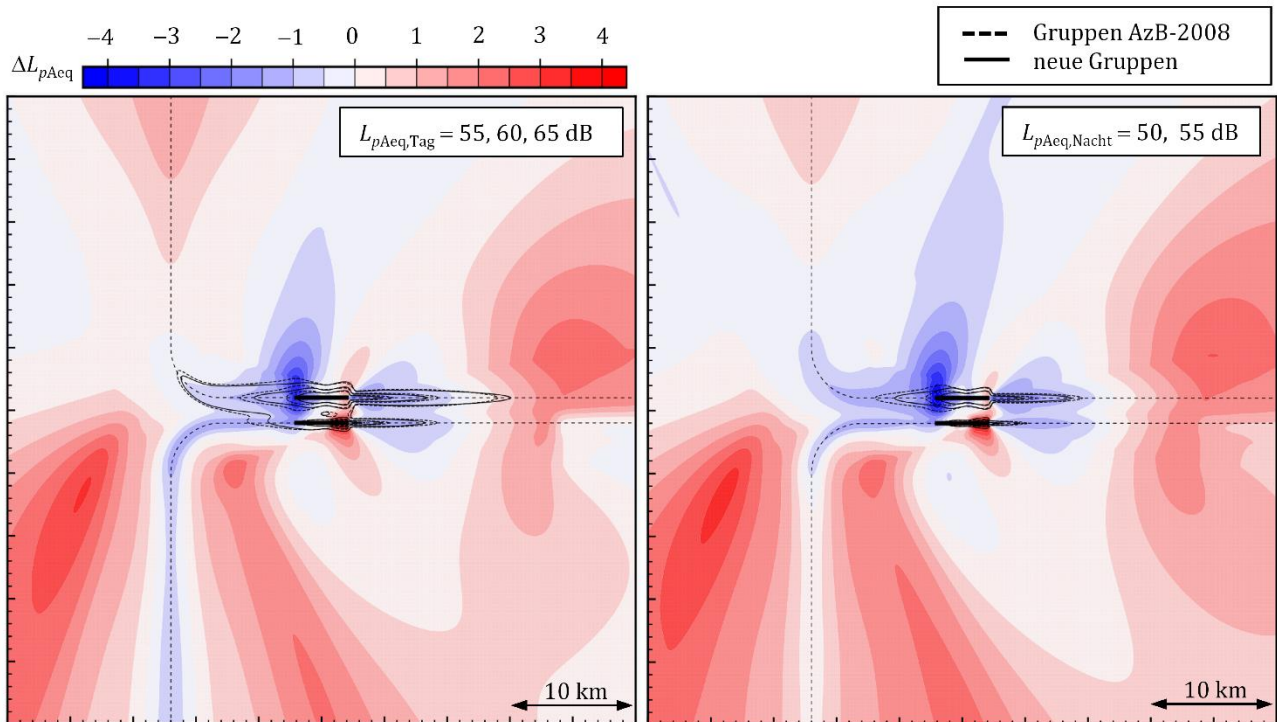 −4 −3 −2 −1 0 1 2 3 4
ΔL_pAeq
Gruppen AzB-2008
neue Gruppen
L_pAeq,Tag = 55, 60, 65 dB
L_pAeq,Nacht = 50, 55 dB
10 km
10 km